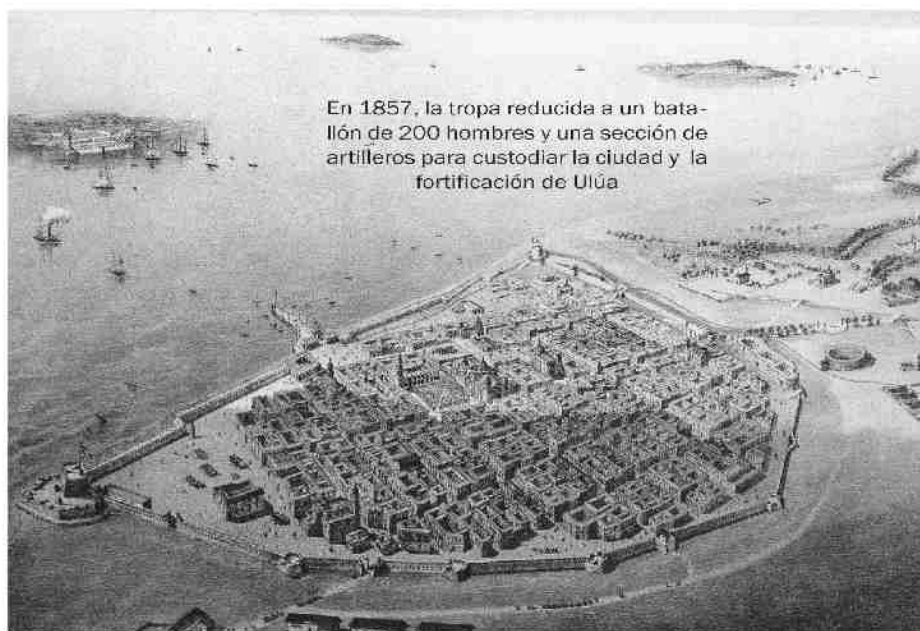 En 1857, la tropa reducida a un bata-
llón de 200 hombres y una sección de
artilleros para custodiar la ciudad y la
fortificación de Ulúa